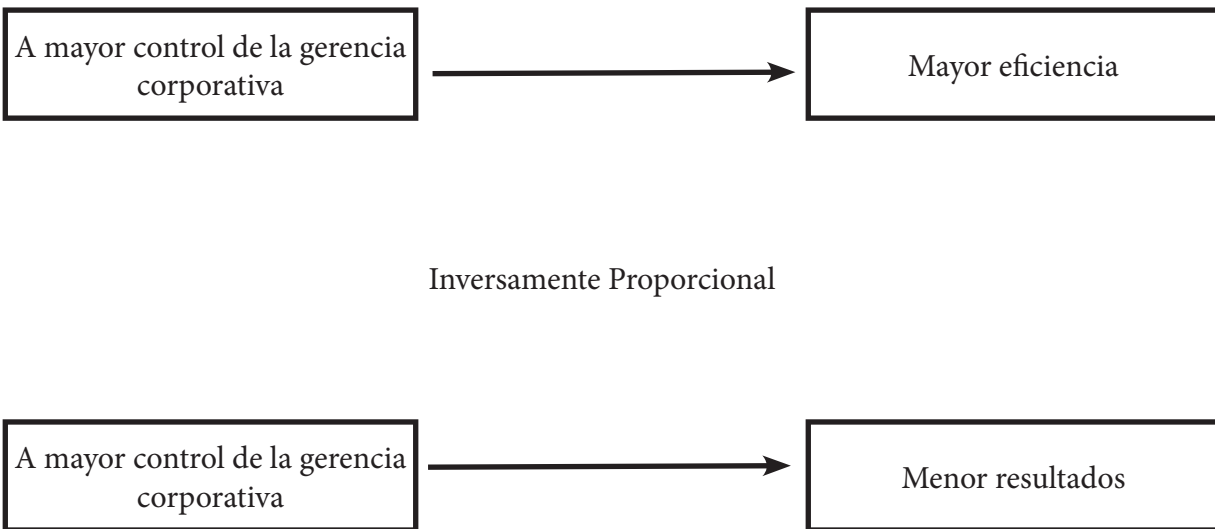 A mayor control de la gerencia
corporativa
Mayor eficiencia
Inversamente Proporcional
A mayor control de la gerencia
corporativa
Menor resultados